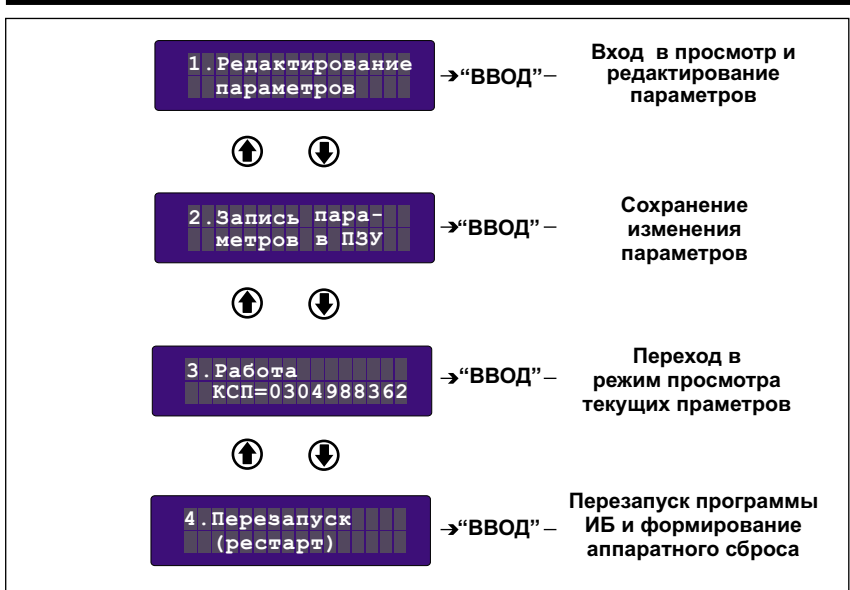 1.Редактирование
параметров
→“ВВОД”–
Вход в просмотр и
редактирование
параметров
2.Запись пара-
метров в ПЗУ
→“ВВОД”–
Сохранение
изменения
параметров
3.Работа
КСП=0304988362
→“ВВОД”–
Переход в
режим просмотра
текущих праметров
4.Перезапуск
(рестарт)
→“ВВОД”–
Перезапуск программы
ИБ и формирование
аппаратного сброса